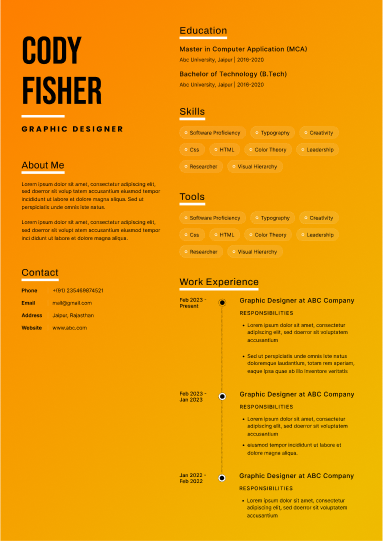 CODY
FISHER
GRAPHIC DESIGNER
About Me
Lorem ipsum dolor sit amet, consectetur adipiscing elit,
sed dorem sit volup tatem accusantium eiusmod tempor
incididunt ut labore et dolore magna aliqua. Sed ut
perspiciatis unde omnis iste natus.
Lorem ipsum dolor sit amet, consectetur adipiscing elit,
dolorem sit volup tatem accusantium eiusmod tempor
inci didunt ut labore et dolore magna aliqua.
Contact
Phone +(91) 235469874521
Email mail@gmail.com
Address Jaipur, Rajasthan
Website www.abc.com
Education
Master in Computer Application (MCA)
Abc University, Jaipur | 2016-2020
Bachelor of Technology (B.Tech)
Abc University, Jaipur | 2016-2020
Skills
Software Proficiency Typography Creativity
Css HTML Color Theory Leadership
Researcher Visual Hierarchy
Tools
Software Proficiency Typography Creativity
Css HTML Color Theory Leadership
Researcher Visual Hierarchy
Work Experience
Feb 2023 -
Present
Graphic Designer at ABC Company
RESPONSIBILITIES
• Lorem ipsum dolor sit amet, consectetur
adipiscing elit, sed dorem sit voluptatem
accusantium
• Sed ut perspiciatis unde omnis iste natus
doloremque laudantium, totam rem aperiam,
eaque ipsa quae ab illo inventore veritatis
Feb 2023 -
Jan 2023
Graphic Designer at ABC Company
RESPONSIBILITIES
• Lorem ipsum dolor sit amet, consectetur
adipiscing elit, sed dorem sit voluptatem
accusantium
• eiusmod tempor incididunt ut labore et
dolore magna aliqua.
Jan 2022 -
Feb 2022
Graphic Designer at ABC Company
RESPONSIBILITIES
• Lorem ipsum dolor sit amet, consectetur
adipiscing elit, sed dorem sit voluptatem
accusantium